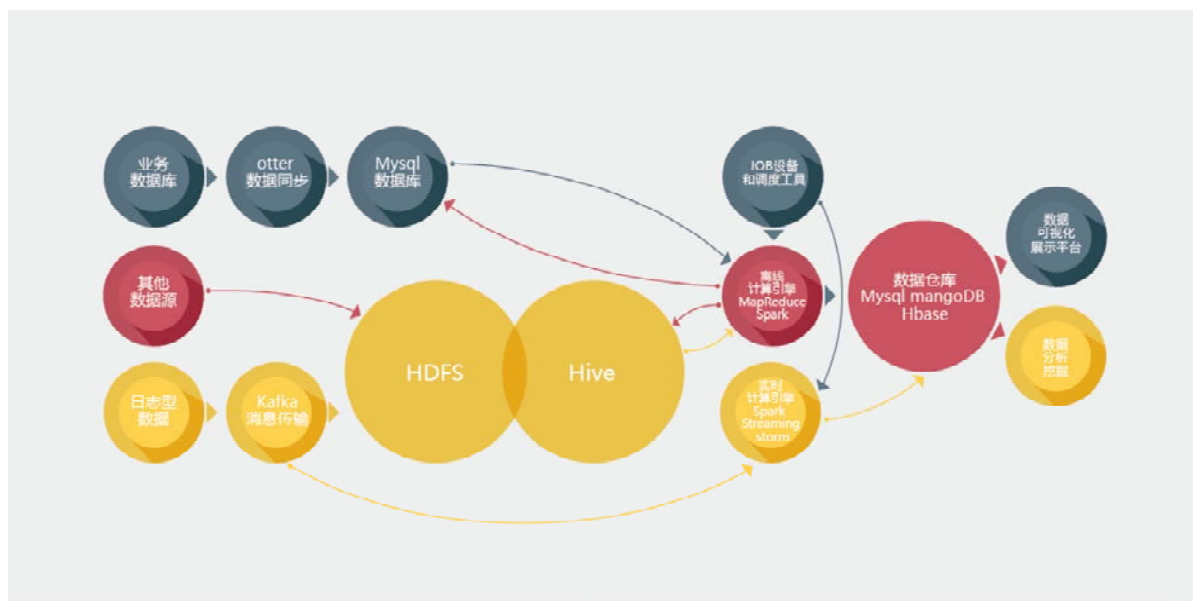 业务
数据库
otter
数据同步
Mysql
数据库
JOB设备
和调度工具
数据
可视化
展示平台
其他
数据源
离线
计算引擎
MapReduce
Spark
数据仓库
Mysql mangoDB
Hbase
HDFS
Hive
数据
分析
挖掘
日志型
数据
Kafka
消息传输
实时
计算引擎
Spark
Streaming
storm